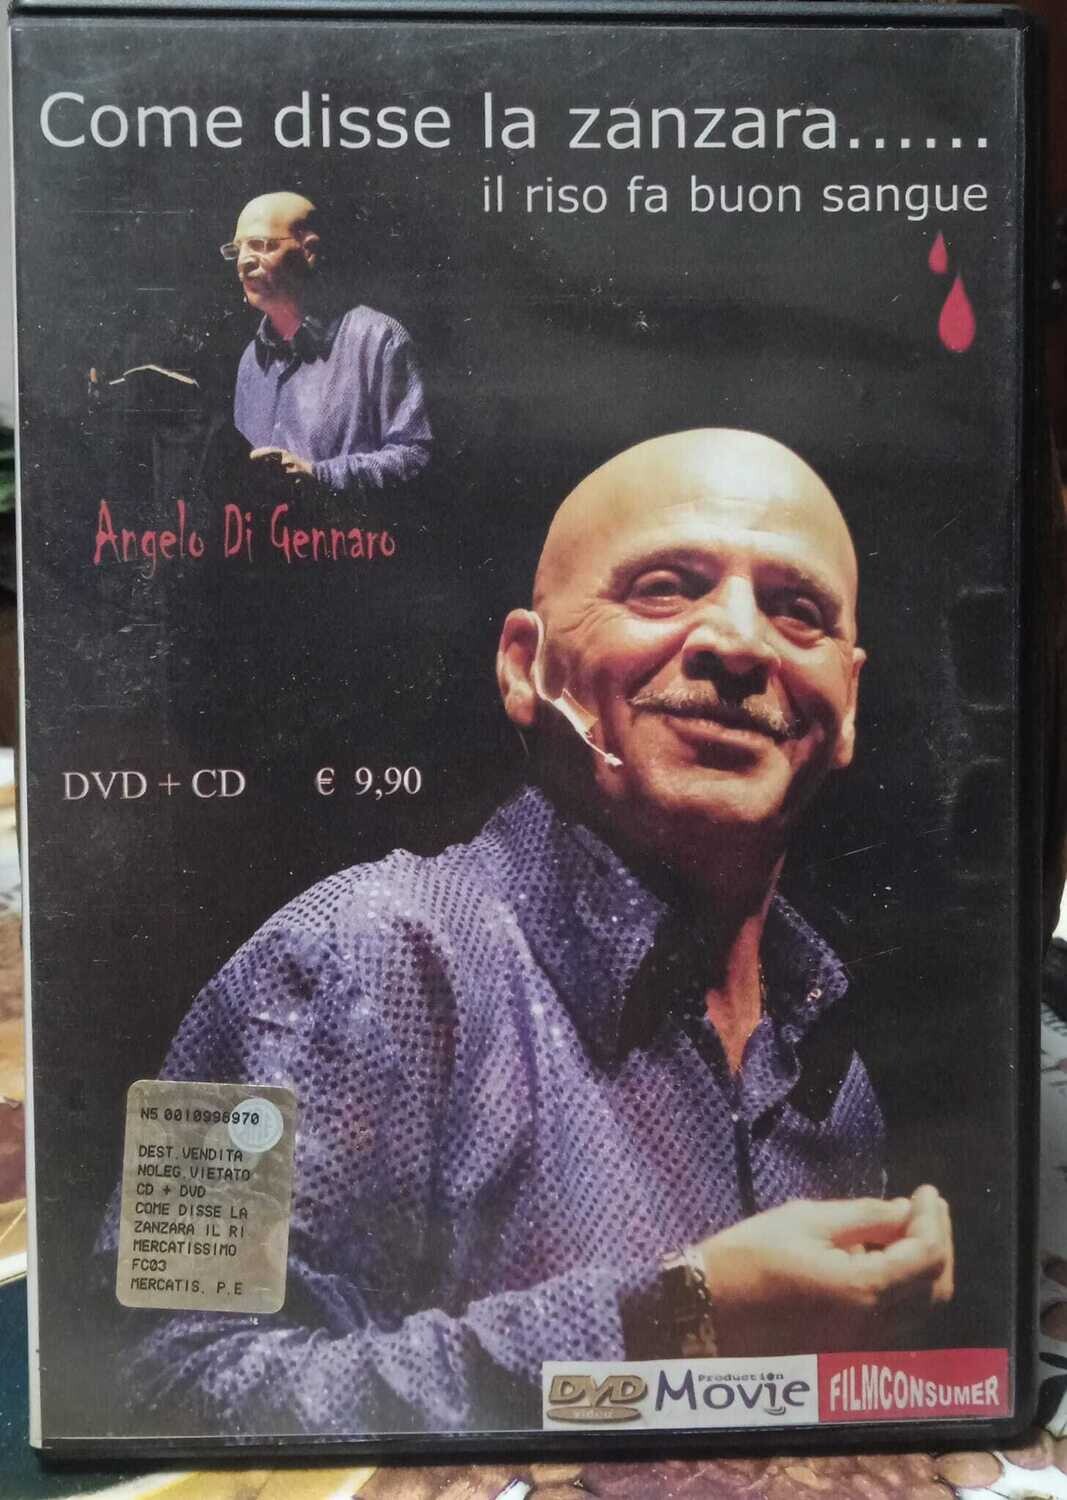 Come disse la zanzara......
il riso fa buon sangue
Angelo Di Gennaro
DVD + CD € 9,90
N5 0010996970
DEST.VENDITA
NOLEG.VIETATO
CD + DVD
COME DISSE LA
ZANZARA IL RI
MERCATISSIMO
FC03
MERCATIS. P.E
DVD
video
Production
Movie
FILMCONSUMER